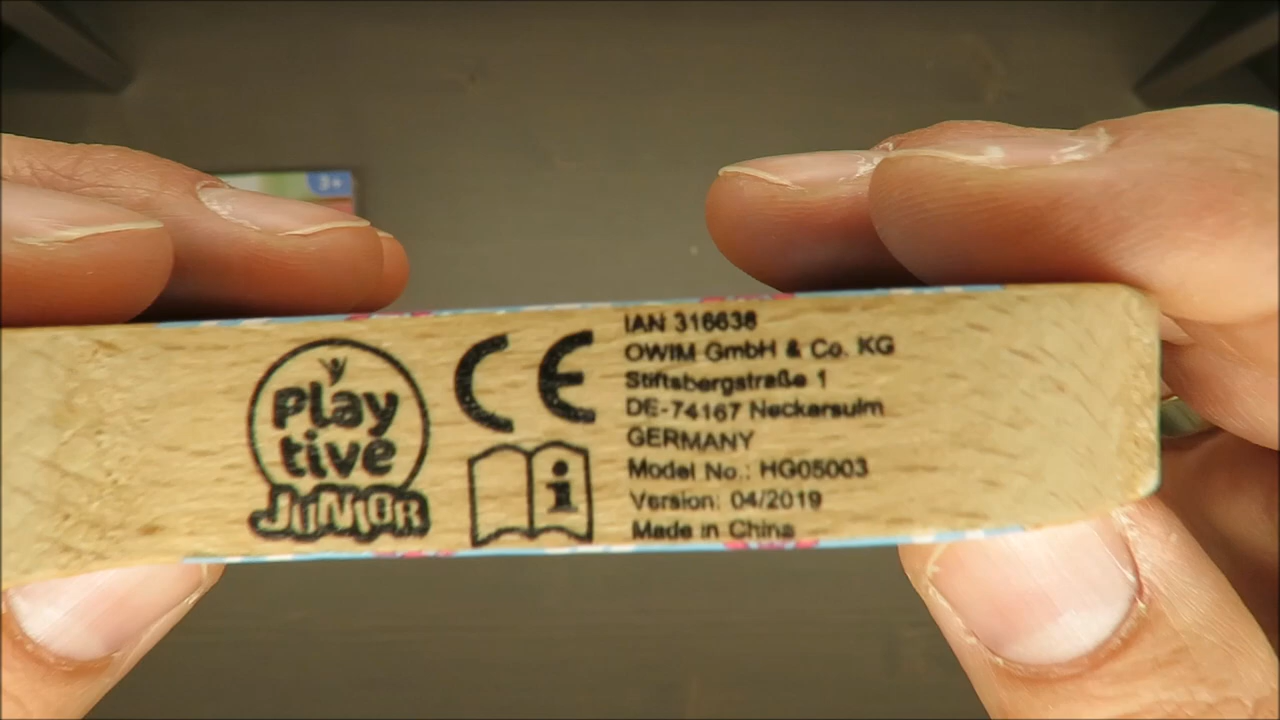 3+
Play
tive
JUNIOR
CE
i
IAN 316638
OWIM GmbH & Co. KG
Stiftsbergstraße 1
DE-74167 Neckarsulm
GERMANY
Model No.: HG05003
Version: 04/2019
Made in China